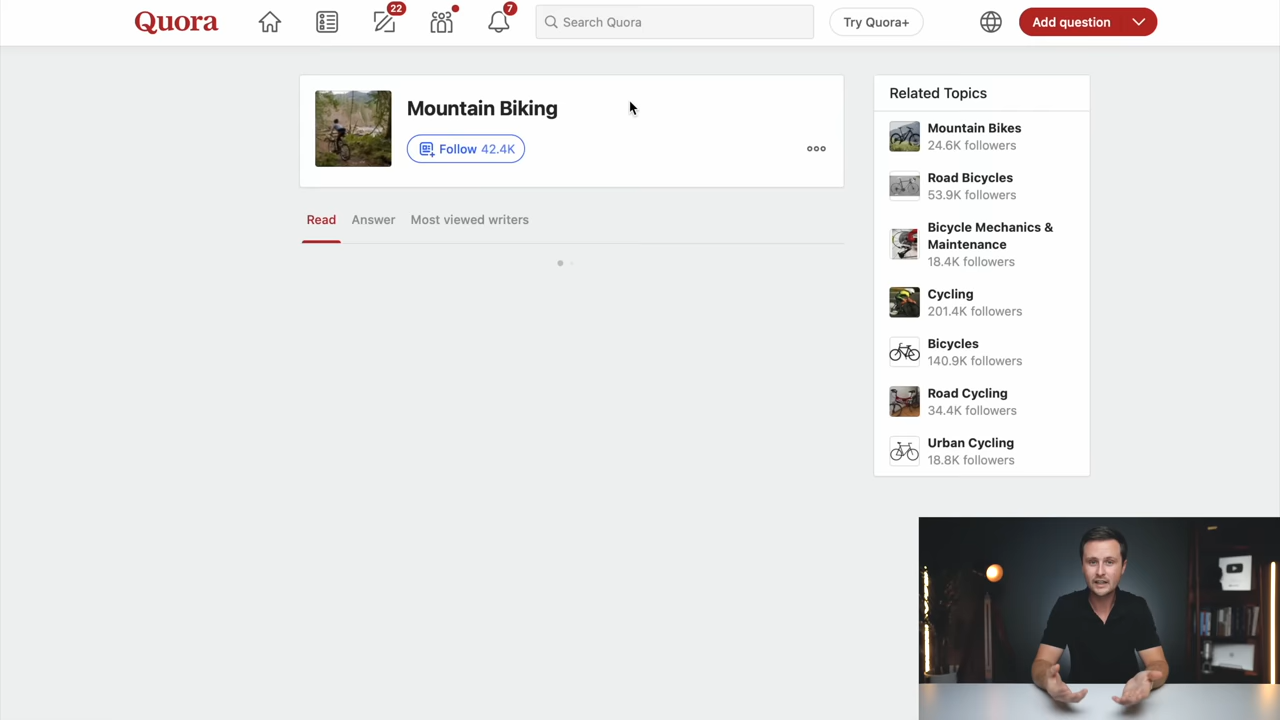 Quora
22
7
Search Quora
Try Quora+
Add question
Mountain Biking
Follow 42.4K
Read
Answer
Most viewed writers
Related Topics
Mountain Bikes
24.6K followers
Road Bicycles
53.9K followers
Bicycle Mechanics &
Maintenance
18.4K followers
Cycling
201.4K followers
Bicycles
140.9K followers
Road Cycling
34.4K followers
Urban Cycling
18.8K followers